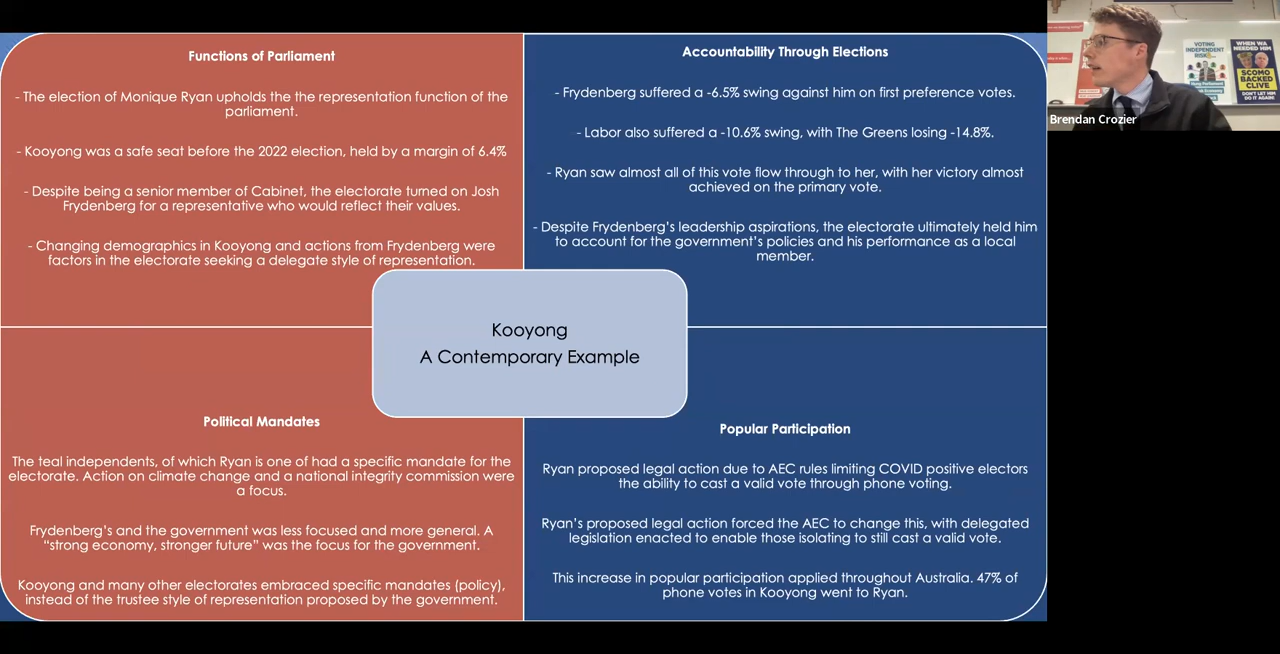 Functions of Parliament
- The election of Monique Ryan upholds the the representation function of the
parliament.
- Kooyong was a safe seat before the 2022 election, held by a margin of 6.4%
- Despite being a senior member of Cabinet, the electorate turned on Josh
Frydenberg for a representative who would reflect their values.
- Changing demographics in Kooyong and actions from Frydenberg were
factors in the electorate seeking a delegate style of representation.
Accountability Through Elections
- Frydenberg suffered a -6.5% swing against him on first preference votes.
- Labor also suffered a -10.6% swing, with The Greens losing -14.8%.
- Ryan saw almost all of this vote flow through to her, with her victory almost
achieved on the primary vote.
- Despite Frydenberg's leadership aspirations, the electorate ultimately held him
to account for the government's policies and his performance as a local
member.
Kooyong
A Contemporary Example
Political Mandates
The teal independents, of which Ryan is one of had a specific mandate for the
electorate. Action on climate change and a national integrity commission were
a focus.
Frydenberg's and the government was less focused and more general. A
"strong economy, stronger future" was the focus for the government.
Kooyong and many other electorates embraced specific mandates (policy),
instead of the trustee style of representation proposed by the government.
Popular Participation
Ryan proposed legal action due to AEC rules limiting COVID positive electors
the ability to cast a valid vote through phone voting.
Ryan's proposed legal action forced the AEC to change this, with delegated
legislation enacted to enable those isolating to still cast a valid vote.
This increase in popular participation applied throughout Australia. 47% of
phone votes in Kooyong went to Ryan.
VOTING
INDEPENDENT
WHEN WA
NEEDED HIM
SCOMO
BACKED
CLIVE
DON'T LET HIM
DO IT AGAIN!
Brendan Crozier